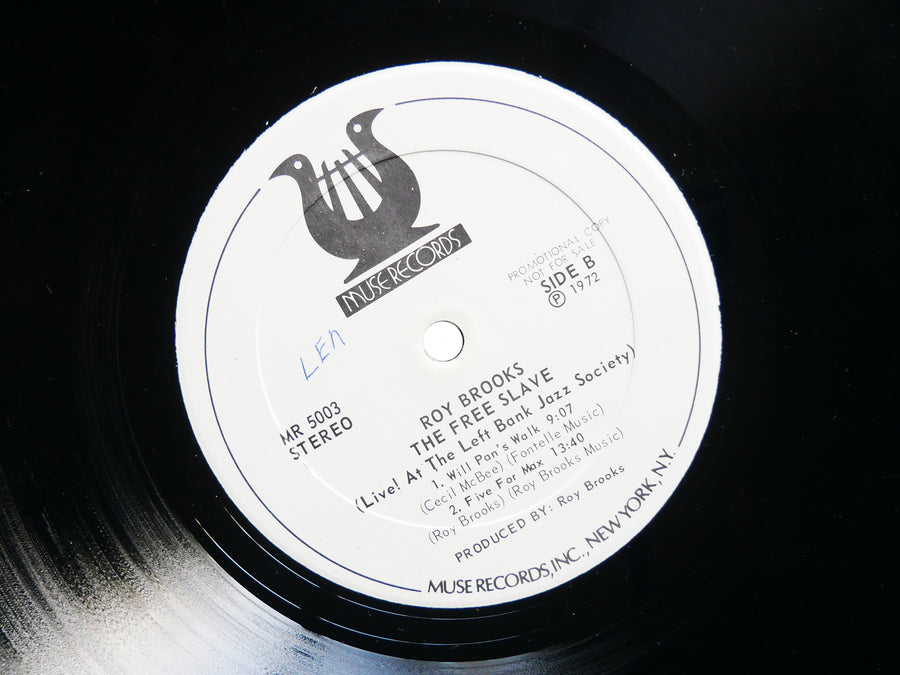 MUSE RECORDS
PROMOTIONAL COPY
NOT FOR SALE
SIDE B
℗ 1972
LEN
MR 5003
STEREO
ROY BROOKS
THE FREE SLAVE
(Live! At The Left Bank Jazz Society)
1. Will Pan's Walk 9:07
(Cecil McBee) (Fontelle Music)
2. Five For Max 13:40
(Roy Brooks) (Roy Brooks Music)
PRODUCED BY: Roy Brooks
MUSE RECORDS, INC., NEW YORK, N.Y.